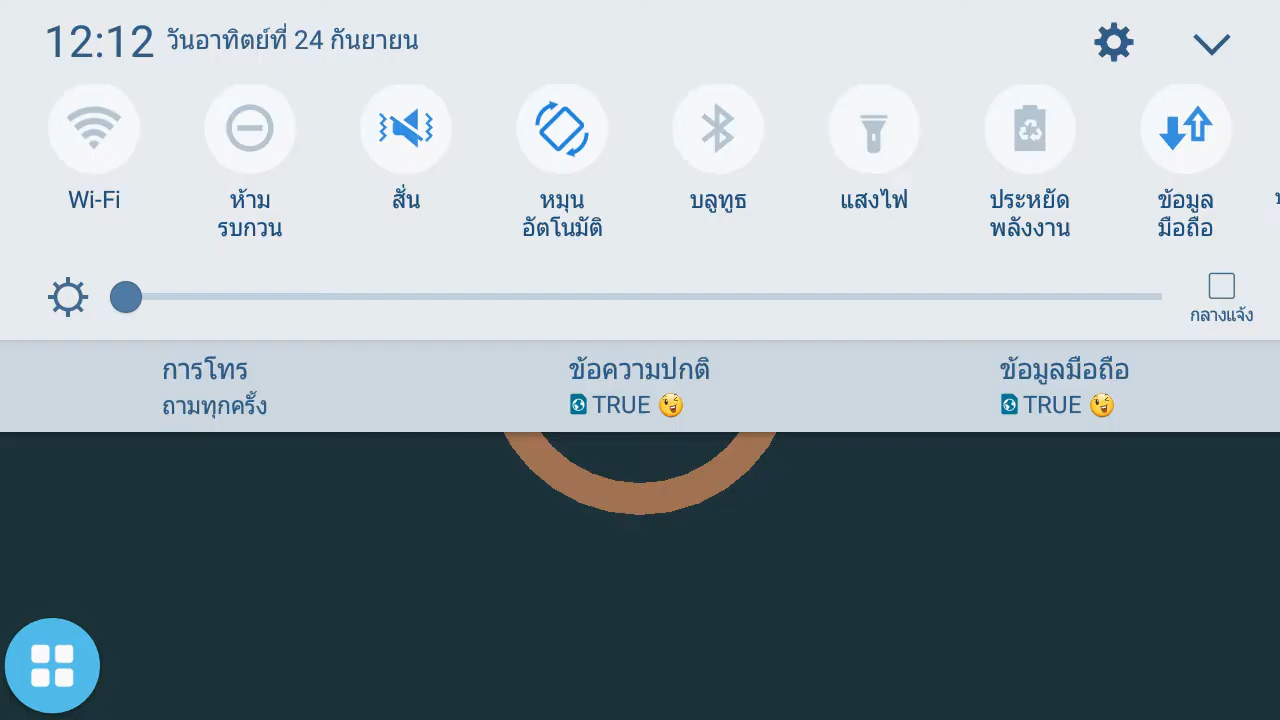 12:12 วันอาทิตย์ที่ 24 กันยายน
Wi-Fi
ห้าม
รบกวน
สั่น
หมุน
อัตโนมัติ
บลูทูธ
แสงไฟ
ประหยัด
พลังงาน
ข้อมูล
มือถือ
กลางแจ้ง
การโทร
ถามทุกครั้ง
ข้อความปกติ
TRUE 😜
ข้อมูลมือถือ
TRUE 😜